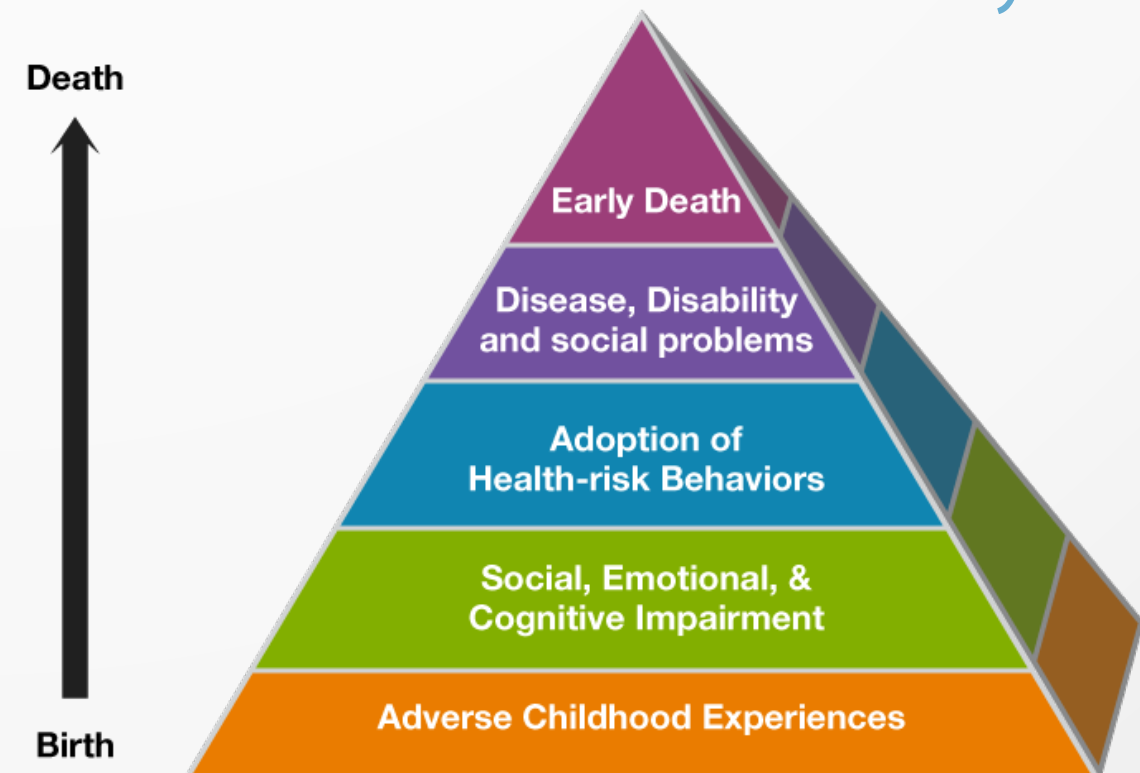 Death
Early Death
Disease, Disability
and social problems
Adoption of
Health-risk Behaviors
Social, Emotional, &
Cognitive Impairment
Adverse Childhood Experiences
Birth